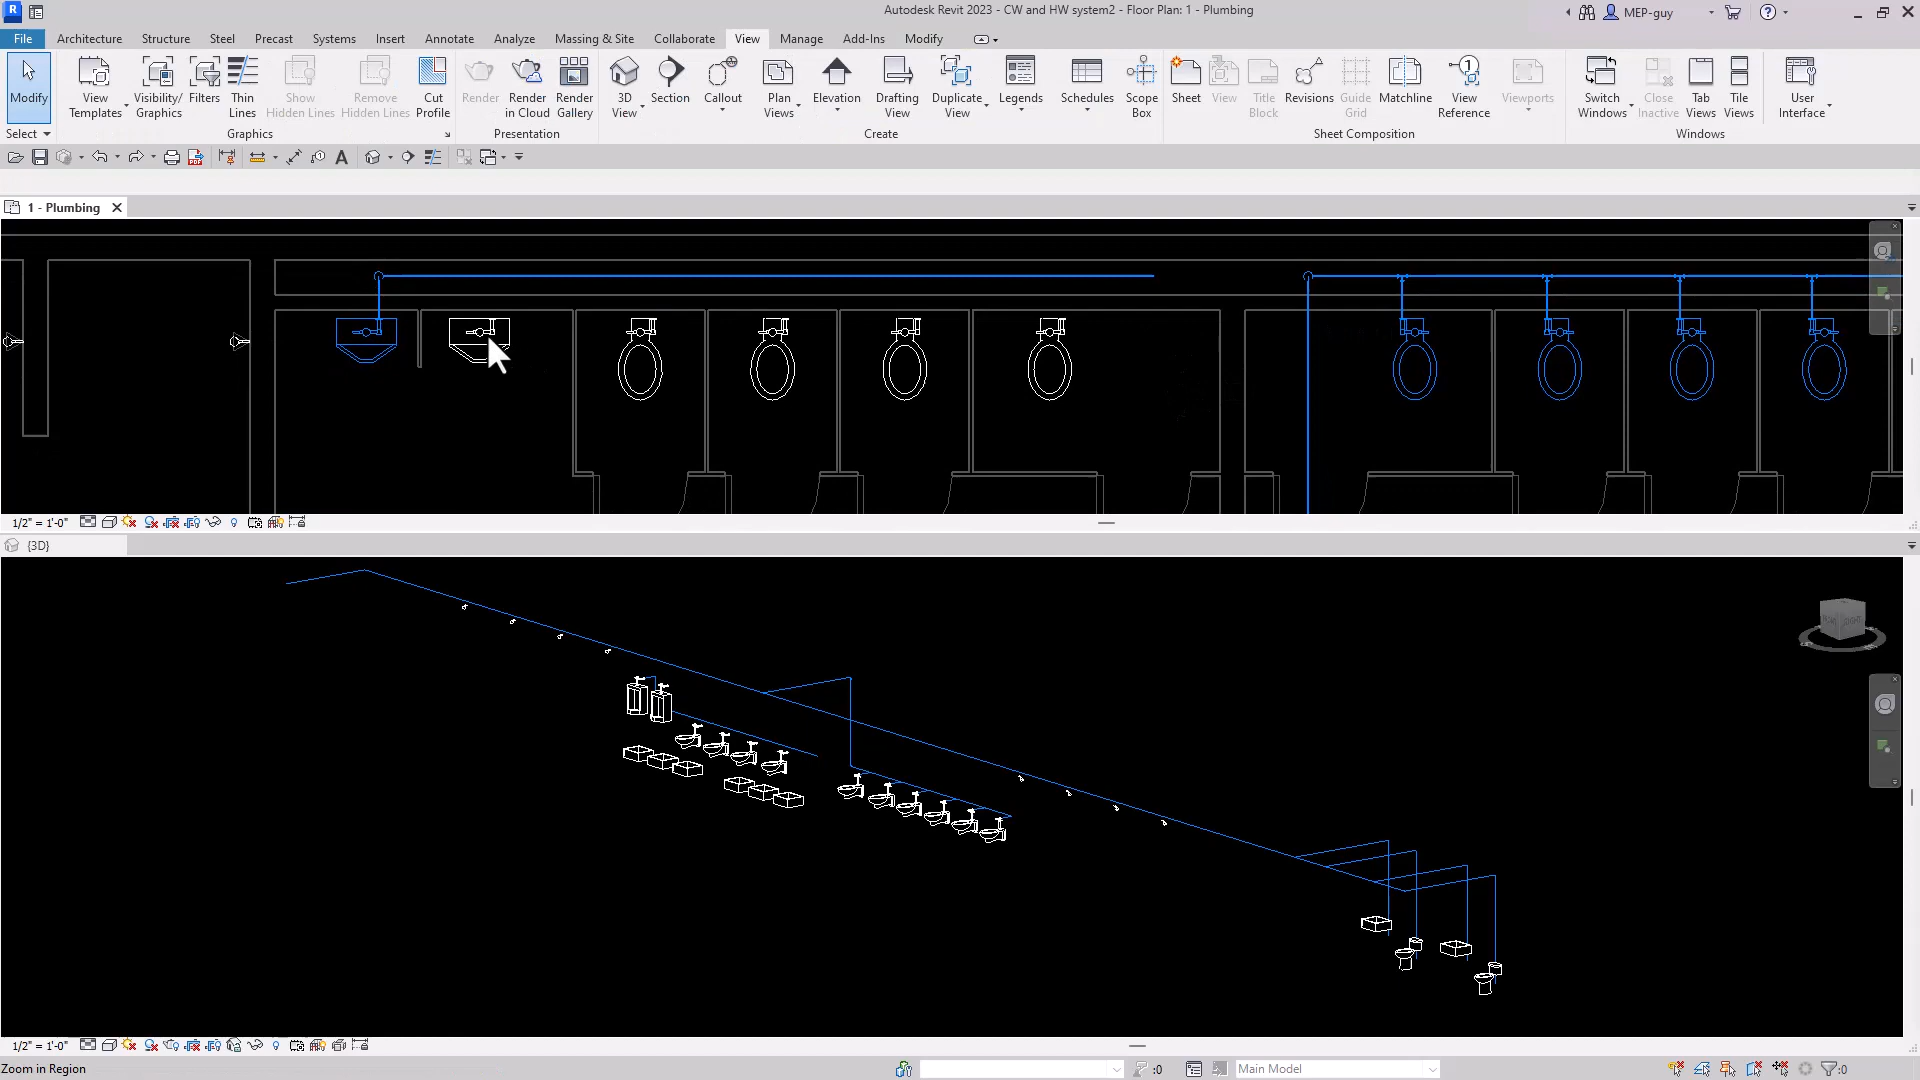 R
Autodesk Revit 2023 - CW and HW system2 - Floor Plan: 1 - Plumbing
MEP-guy
File Architecture Structure Steel Precast Systems Insert Annotate Analyze Massing & Site Collaborate View Manage Add-Ins Modify
Modify
View Templates
Visibility/ Graphics
Filters
Thin Lines
Show Hidden Lines
Remove Hidden Lines
Cut Profile
Render
Render in Cloud
Render Gallery
3D View
Section
Callout
Plan Views
Elevation
Drafting View
Duplicate View
Legends
Schedules
Scope Box
Sheet
View
Title Block
Revisions
Guide Grid
Matchline
View Reference
Viewports
Switch Windows
Close Inactive
Tab Views
Tile Views
User Interface
Select Graphics Presentation Create Sheet Composition Windows
PDF
A
1 - Plumbing
1/2" = 1'-0"
{3D}
1/2" = 1'-0"
Zoom in Region
:0
Main Model
:0